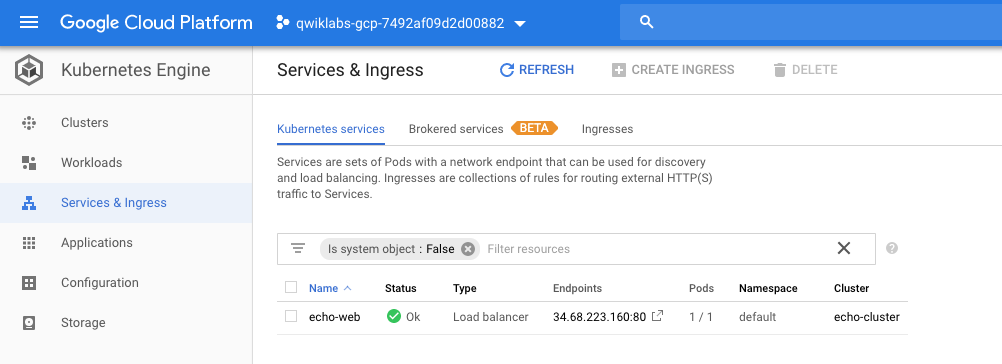 Google Cloud Platform
qwiklabs-gcp-7492af09d2d00882
Kubernetes Engine
Services & Ingress
REFRESH
CREATE INGRESS
DELETE
Clusters
Workloads
Services & Ingress
Applications
Configuration
Storage
Kubernetes services
Brokered services BETA
Ingresses
Services are sets of Pods with a network endpoint that can be used for discovery
and load balancing. Ingresses are collections of rules for routing external HTTP(S)
traffic to Services.
Is system object : False
Filter resources
Name Status Type Endpoints Pods Namespace Cluster
echo-web Ok Load balancer 34.68.223.160:80 1 / 1 default echo-cluster